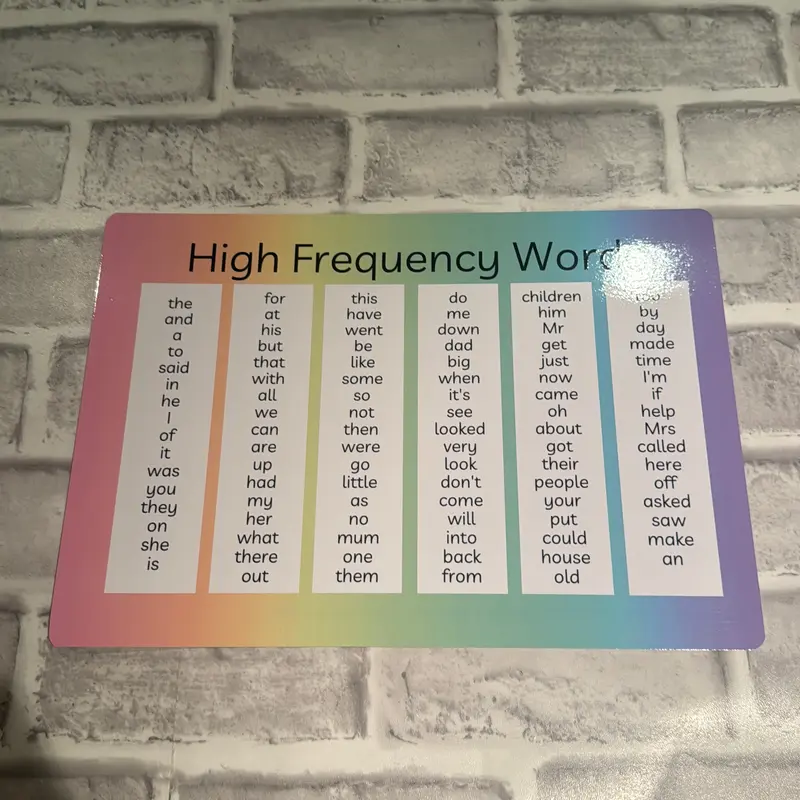 High Frequency Words
the
and
a
to
said
in
he
I
of
it
was
you
they
on
she
is
for
at
his
but
that
with
all
we
can
are
up
had
my
her
what
there
out
this
have
went
be
like
some
so
not
then
were
go
little
as
no
mum
one
them
do
me
down
dad
big
when
it's
see
looked
very
look
don't
come
will
into
back
from
children
him
Mr
get
just
now
came
oh
about
got
their
people
your
put
could
house
old
by
day
made
time
I'm
if
help
Mrs
called
here
off
asked
saw
make
an